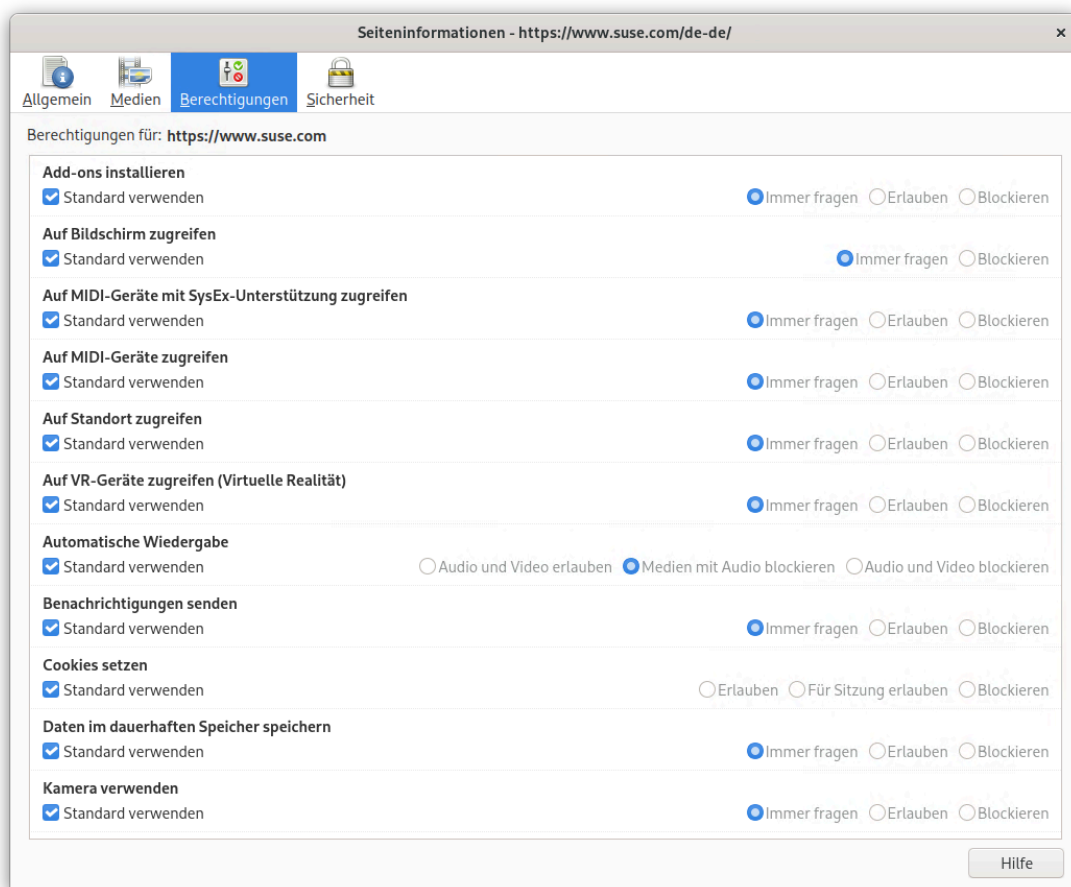 Seiteninformationen - https://www.suse.com/de-de/
Allgemein Medien Berechtigungen Sicherheit
Berechtigungen für: https://www.suse.com
Add-ons installieren
Standard verwenden Immer fragen Erlauben Blockieren
Auf Bildschirm zugreifen
Standard verwenden Immer fragen Blockieren
Auf MIDI-Geräte mit SysEx-Unterstützung zugreifen
Standard verwenden Immer fragen Erlauben Blockieren
Auf MIDI-Geräte zugreifen
Standard verwenden Immer fragen Erlauben Blockieren
Auf Standort zugreifen
Standard verwenden Immer fragen Erlauben Blockieren
Auf VR-Geräte zugreifen (Virtuelle Realität)
Standard verwenden Immer fragen Erlauben Blockieren
Automatische Wiedergabe
Standard verwenden Audio und Video erlauben Medien mit Audio blockieren Audio und Video blockieren
Benachrichtigungen senden
Standard verwenden Immer fragen Erlauben Blockieren
Cookies setzen
Standard verwenden Erlauben Für Sitzung erlauben Blockieren
Daten im dauerhaften Speicher speichern
Standard verwenden Immer fragen Erlauben Blockieren
Kamera verwenden
Standard verwenden Immer fragen Erlauben Blockieren
Hilfe